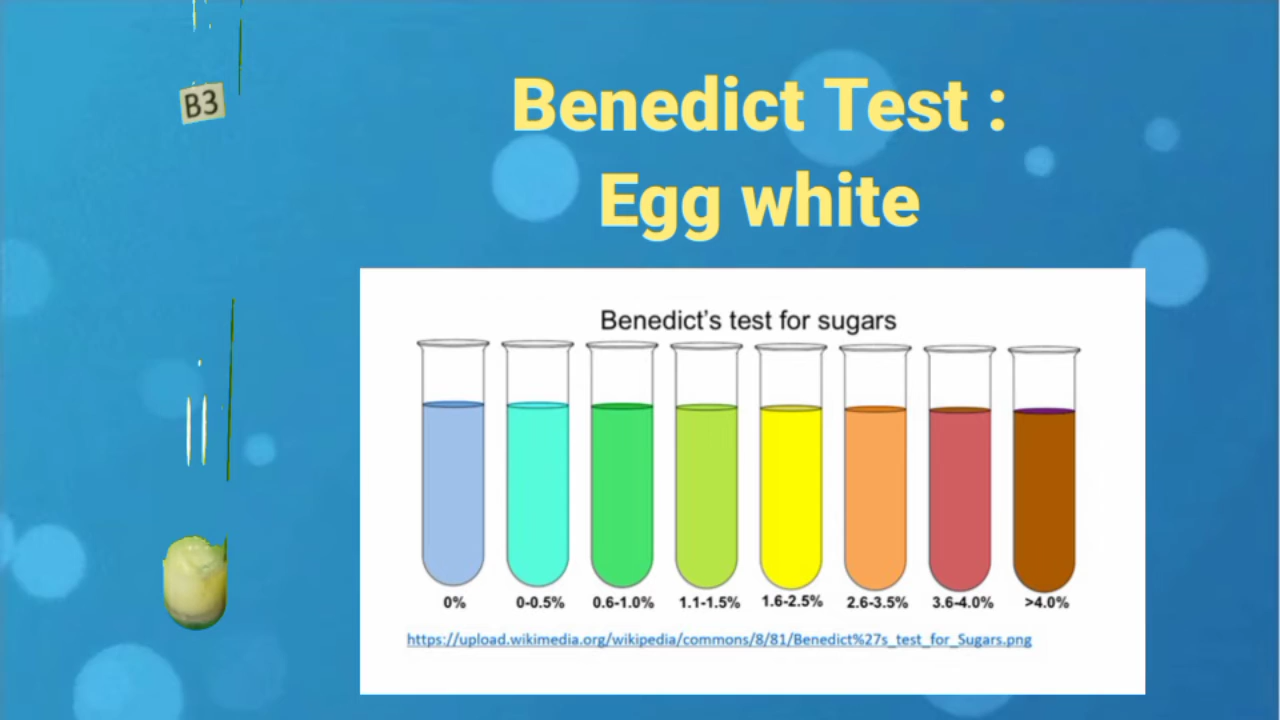 B3
Benedict Test :
Egg white
Benedict's test for sugars
0% 0-0.5% 0.6-1.0% 1.1-1.5% 1.6-2.5% 2.6-3.5% 3.6-4.0% >4.0%
https://upload.wikimedia.org/wikipedia/commons/8/81/Benedict%27s_test_for_Sugars.png